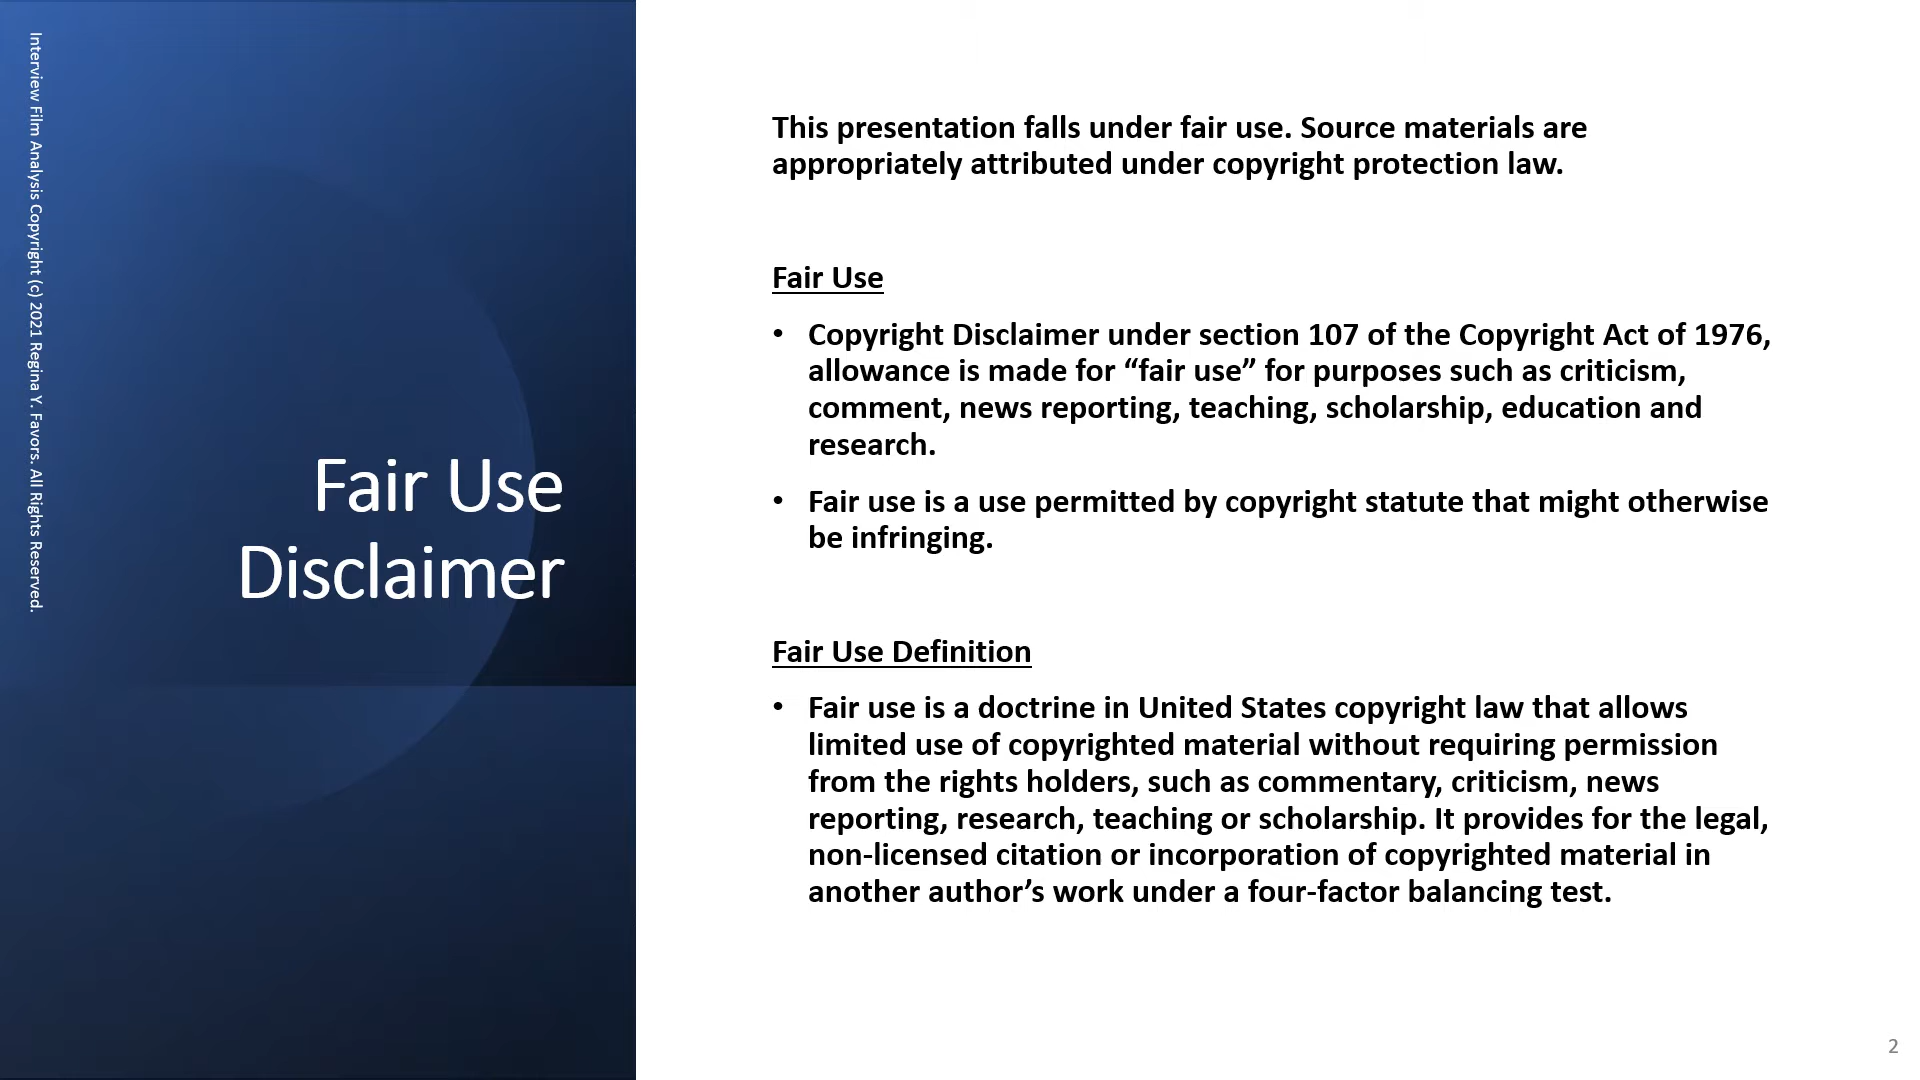 Interview Film Analysis Copyright (c) 2021 Regina Y. Favors. All Rights Reserved.
Fair Use
Disclaimer
This presentation falls under fair use. Source materials are
appropriately attributed under copyright protection law.
Fair Use
• Copyright Disclaimer under section 107 of the Copyright Act of 1976,
allowance is made for “fair use” for purposes such as criticism,
comment, news reporting, teaching, scholarship, education and
research.
• Fair use is a use permitted by copyright statute that might otherwise
be infringing.
Fair Use Definition
• Fair use is a doctrine in United States copyright law that allows
limited use of copyrighted material without requiring permission
from the rights holders, such as commentary, criticism, news
reporting, research, teaching or scholarship. It provides for the legal,
non-licensed citation or incorporation of copyrighted material in
another author’s work under a four-factor balancing test.
2